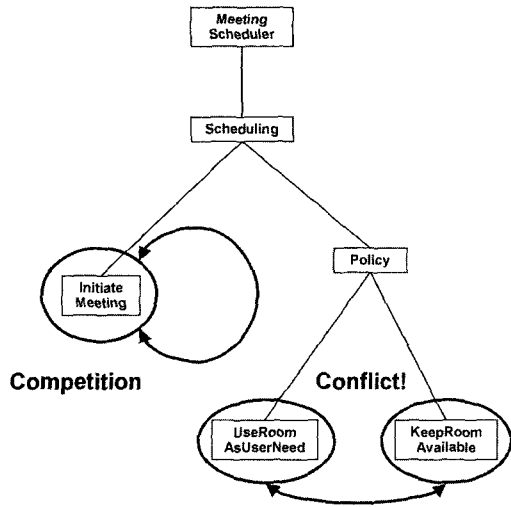 Meeting
Scheduler
Scheduling
Policy
Initiate
Meeting
Competition
Conflict!
UseRoom
AsUserNeed
KeepRoom
Available